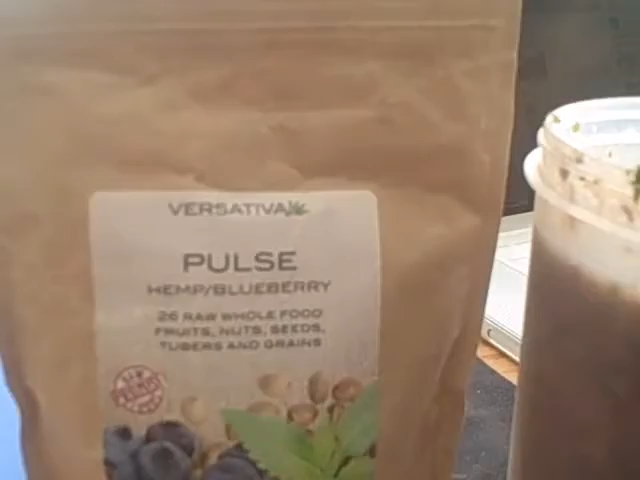 VERSATIVA
PULSE
HEMP/BLUEBERRY
26 RAW WHOLE FOOD
FRUITS, NUTS, SEEDS,
TUBERS AND GRAINS